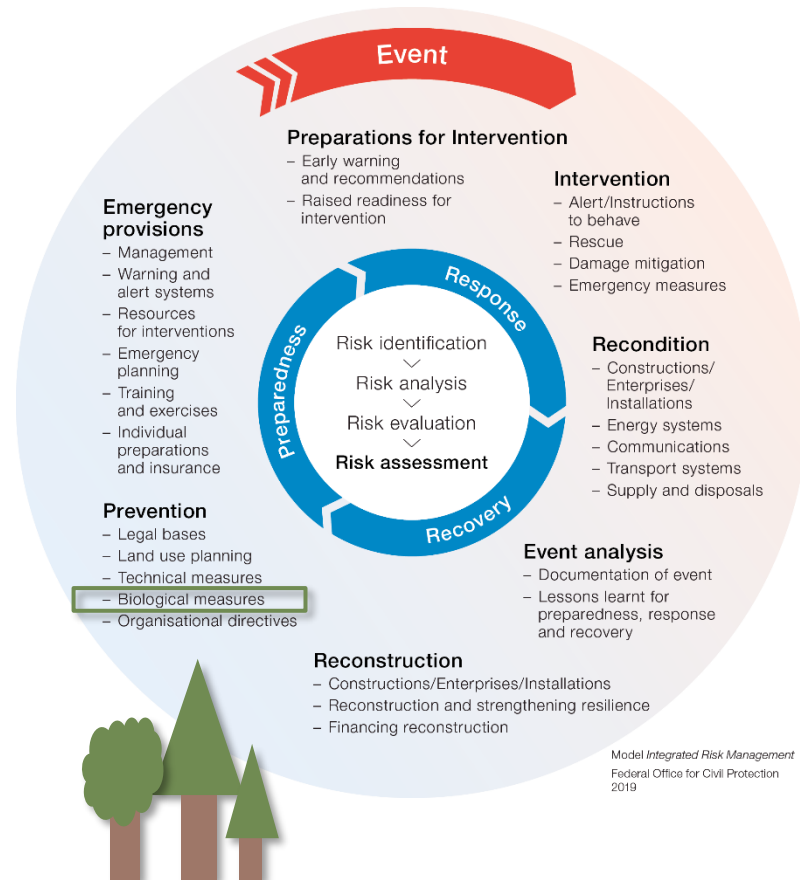 Event
Preparations for Intervention
– Early warning
and recommendations
– Raised readiness for
intervention
Intervention
– Alert/Instructions
to behave
– Rescue
– Damage mitigation
– Emergency measures
Emergency
provisions
– Management
– Warning and
alert systems
– Resources
for interventions
– Emergency
planning
– Training
and exercises
– Individual
preparations
and insurance
Response
Preparedness
Recovery
Risk identification
Risk analysis
Risk evaluation
Risk assessment
Recondition
– Constructions/
Enterprises/
Installations
– Energy systems
– Communications
– Transport systems
– Supply and disposals
Prevention
– Legal bases
– Land use planning
– Technical measures
– Biological measures
– Organisational directives
Event analysis
– Documentation of event
– Lessons learnt for
preparedness, response
and recovery
Reconstruction
– Constructions/Enterprises/Installations
– Reconstruction and strengthening resilience
– Financing reconstruction
Model Integrated Risk Management
Federal Office for Civil Protection
2019